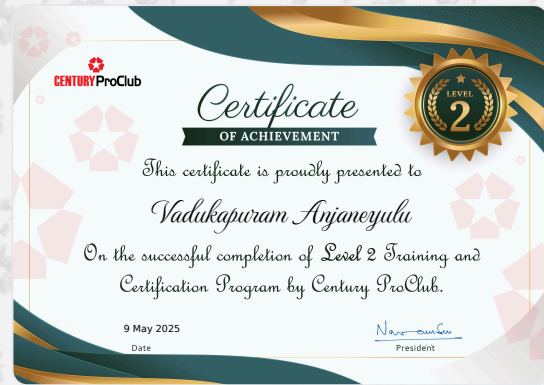 CENTURY ProClub
LEVEL
2
Certificate
OF ACHIEVEMENT
This certificate is proudly presented to
Vadukapuram Anjaneyulu
On the successful completion of Level 2 Training and
Certification Program by Century ProClub.
9 May 2025
Date
President